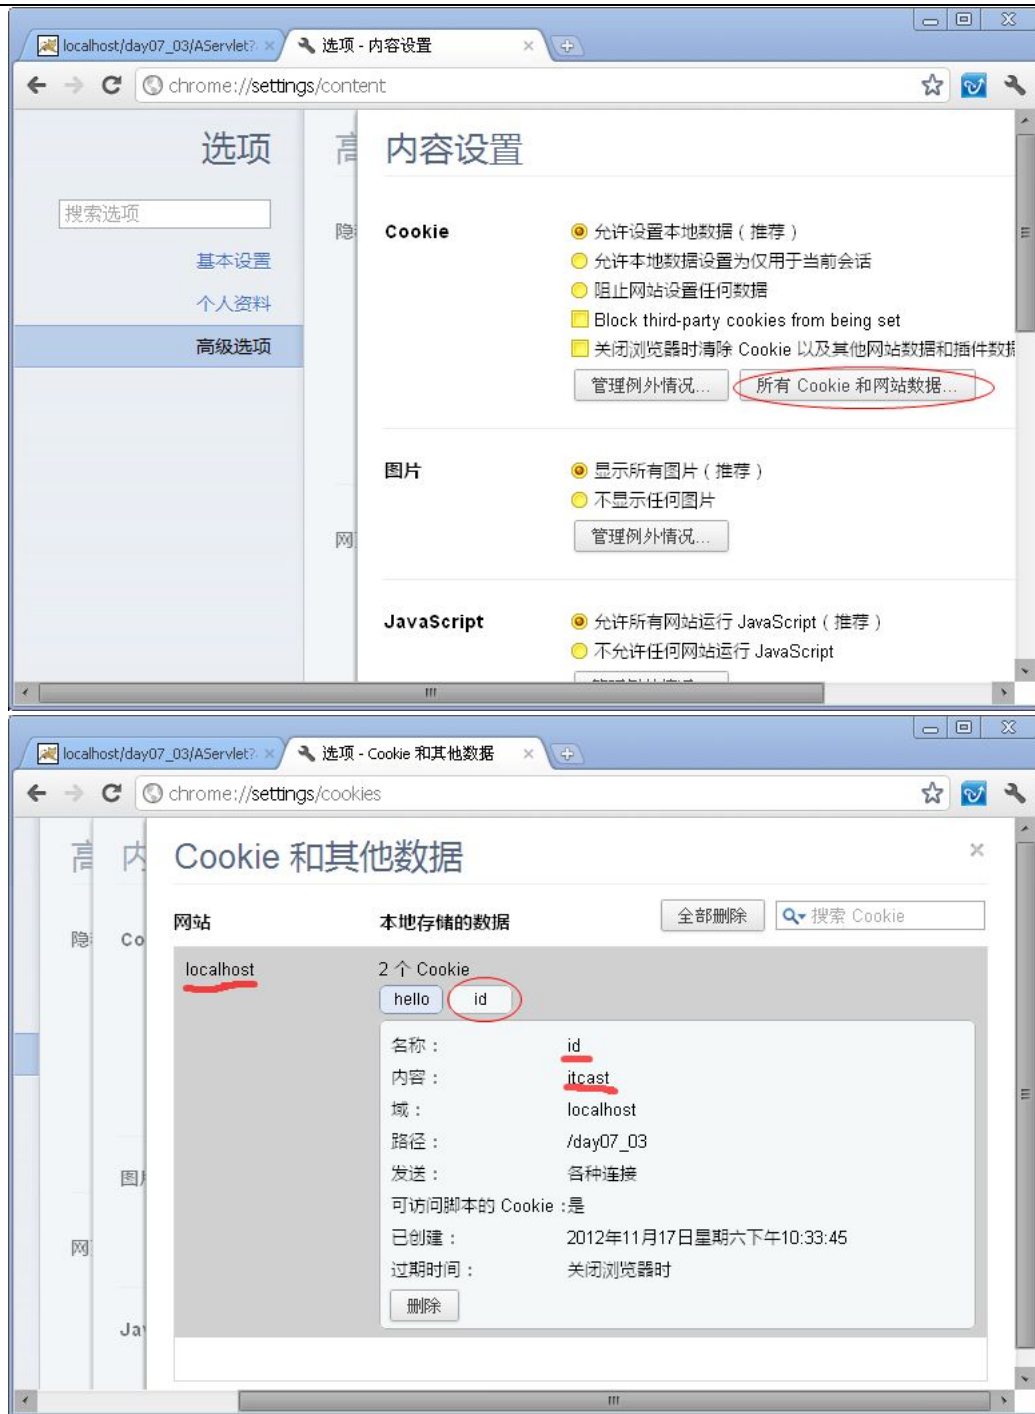 localhost/day07_03/AServlet?
选项 - 内容设置
chrome://settings/content
选项
高
内容设置
搜索选项
隐
Cookie
允许设置本地数据（推荐）
基本设置
允许本地数据设置为仅用于当前会话
阻止网站设置任何数据
个人资料
Block third-party cookies from being set
高级选项
关闭浏览器时清除 Cookie 以及其他网站数据和插件数据
管理例外情况...
所有 Cookie 和网站数据...
图片
显示所有图片（推荐）
不显示任何图片
网
管理例外情况...
JavaScript
允许所有网站运行 JavaScript（推荐）
不允许任何网站运行 JavaScript
localhost/day07_03/AServlet?
选项 - Cookie 和其他数据
chrome://settings/cookies
高
内
Cookie 和其他数据
网站
本地存储的数据
全部删除
搜索 Cookie
隐
Co
localhost
2 个 Cookie
hello
id
名称：
id
内容：
itcast
域：
localhost
路径：
/day07_03
发送：
各种连接
图片
可访问脚本的 Cookie：是
已创建：
2012年11月17日星期六下午10:33:45
网
过期时间：
关闭浏览器时
删除
Jav